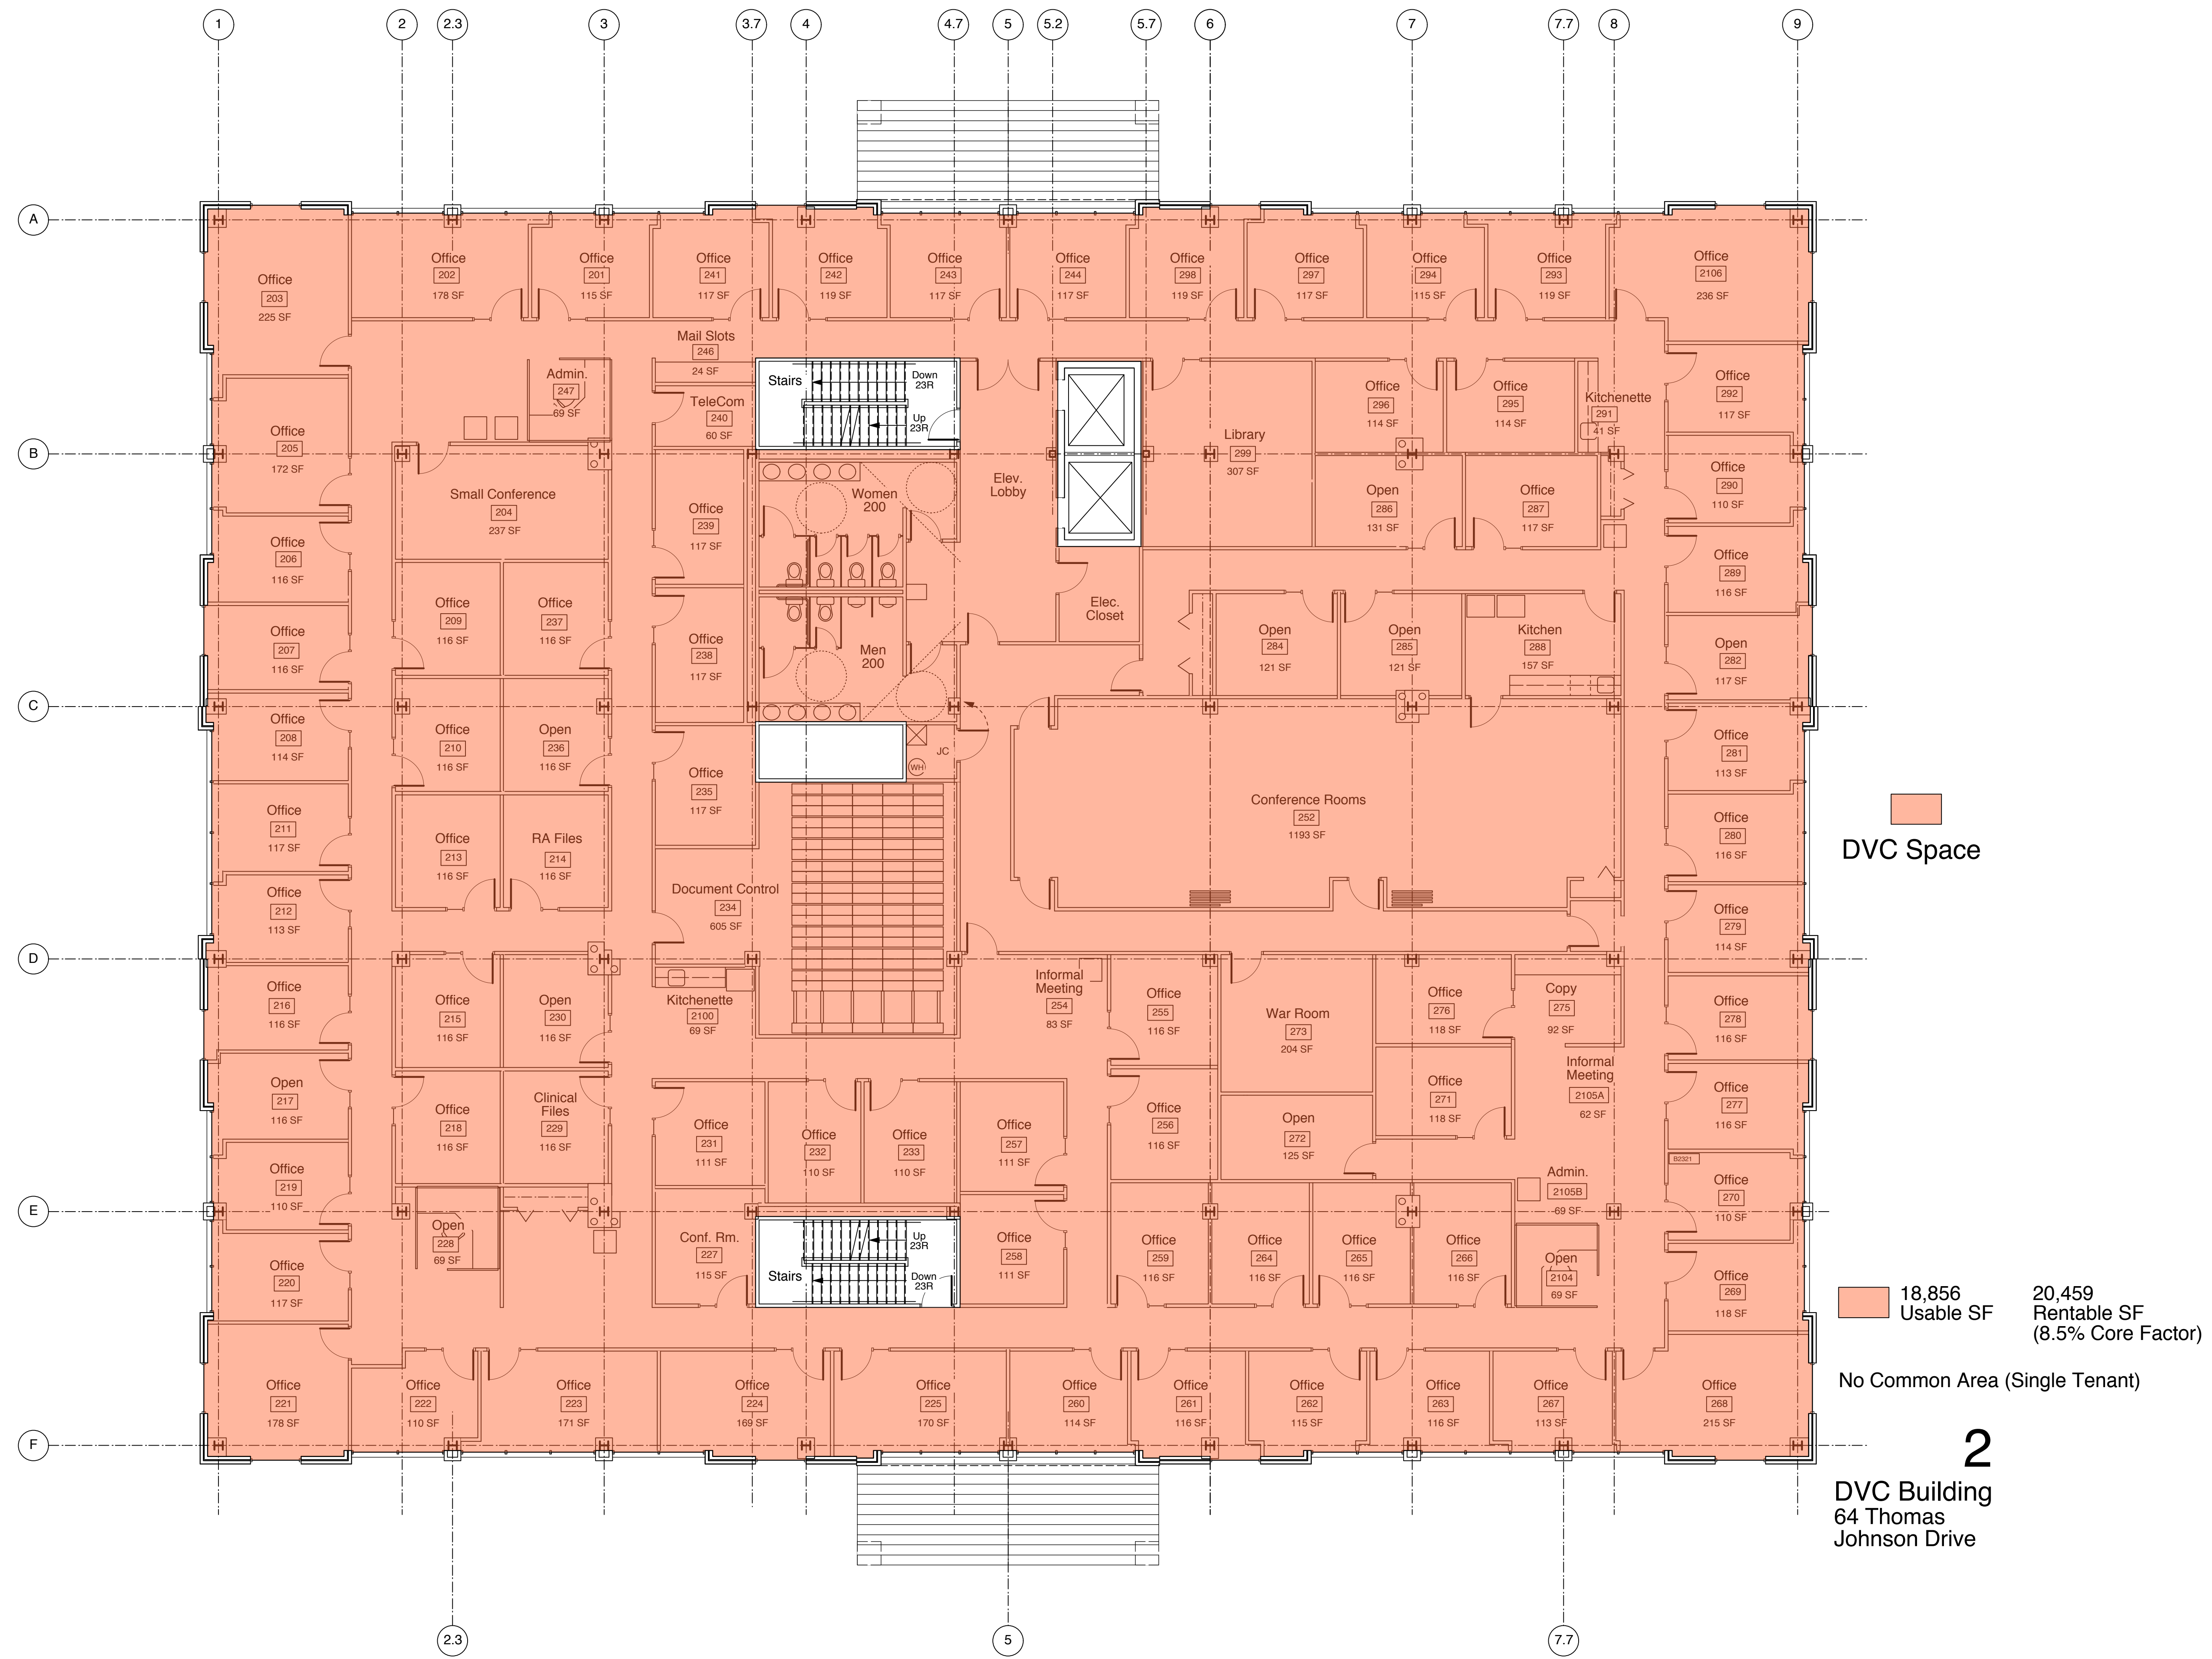 1
2
2.3
3
3.7
4
4.7
5
5.2
5.7
6
7
7.7
8
9
A
Office
203
225 SF
Office
202
178 SF
Office
201
115 SF
Office
241
117 SF
Office
242
119 SF
Office
243
117 SF
Office
244
117 SF
Office
298
119 SF
Office
297
117 SF
Office
294
115 SF
Office
293
119 SF
Office
2106
236 SF
Mail Slots
246
24 SF
Admin.
247
69 SF
TeleCom
240
60 SF
Stairs
Down
23R
Up
23R
Office
296
114 SF
Office
295
114 SF
Kitchenette
291
41 SF
Office
292
117 SF
B
Office
205
172 SF
Small Conference
204
237 SF
Office
239
117 SF
Women
200
Elev.
Lobby
Library
299
307 SF
Open
286
131 SF
Office
287
117 SF
Office
290
110 SF
Office
206
116 SF
Office
289
116 SF
Office
207
116 SF
Office
209
116 SF
Office
237
116 SF
Office
238
117 SF
Men
200
Elec.
Closet
Open
284
121 SF
Open
285
121 SF
Kitchen
288
157 SF
Open
282
117 SF
C
Office
208
114 SF
Office
210
116 SF
Open
236
116 SF
Office
235
117 SF
JC
WH
Conference Rooms
252
1193 SF
Office
281
113 SF
Office
211
117 SF
Office
213
116 SF
RA Files
214
116 SF
Office
280
116 SF
DVC Space
Office
212
113 SF
Document Control
234
605 SF
Office
279
114 SF
D
Office
216
116 SF
Office
215
116 SF
Open
230
116 SF
Kitchenette
2100
69 SF
Informal
Meeting
254
83 SF
Office
255
116 SF
War Room
273
204 SF
Office
276
118 SF
Copy
275
92 SF
Office
278
116 SF
Open
217
116 SF
Office
218
116 SF
Clinical
Files
229
116 SF
Office
231
111 SF
Office
232
110 SF
Office
233
110 SF
Office
257
111 SF
Office
256
116 SF
Open
272
125 SF
Office
271
118 SF
Informal
Meeting
2105A
62 SF
Office
277
116 SF
B2321
Office
219
110 SF
Admin.
2105B
69 SF
Office
270
110 SF
E
Open
228
69 SF
Office
220
117 SF
Conf. Rm.
227
115 SF
Stairs
Up
23R
Down
23R
Office
258
111 SF
Office
259
116 SF
Office
264
116 SF
Office
265
116 SF
Office
266
116 SF
Open
2104
69 SF
Office
269
118 SF
18,856
Usable SF
20,459
Rentable SF
(8.5% Core Factor)
No Common Area (Single Tenant)
Office
221
178 SF
Office
222
110 SF
Office
223
171 SF
Office
224
169 SF
Office
225
170 SF
Office
260
114 SF
Office
261
116 SF
Office
262
115 SF
Office
263
116 SF
Office
267
113 SF
Office
268
215 SF
F
2
DVC Building
64 Thomas
Johnson Drive
2.3
5
7.7